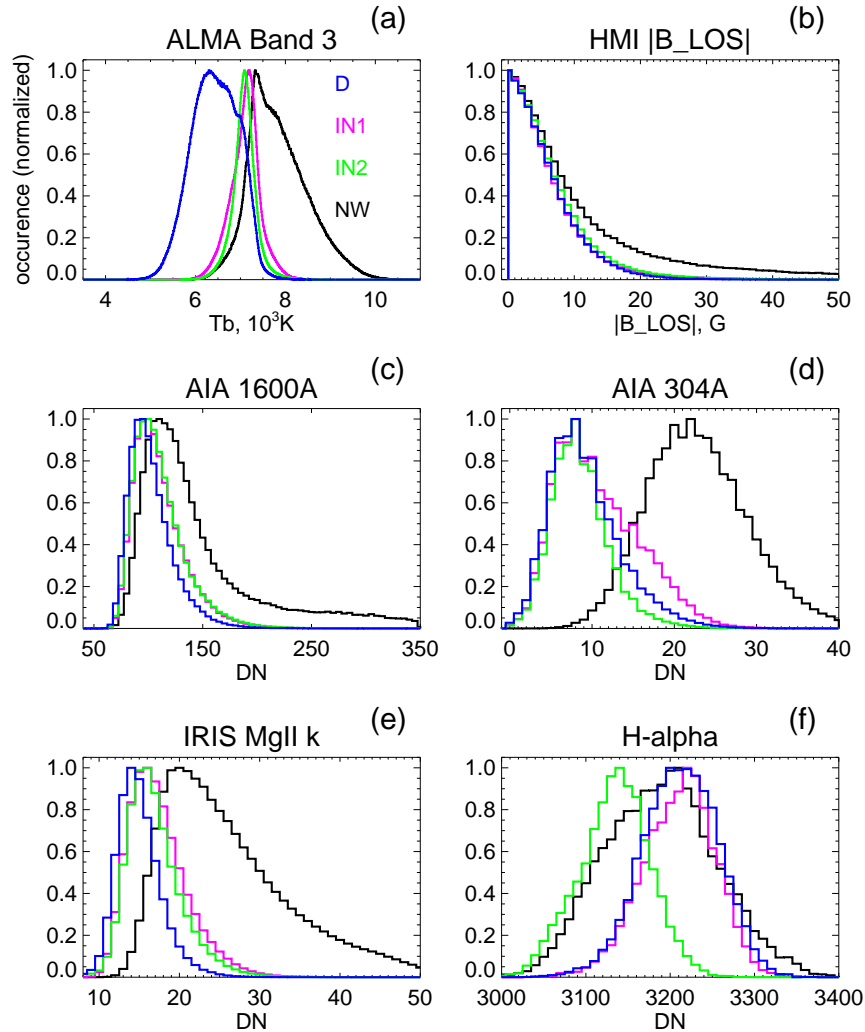 (a)
ALMA Band 3
occurence (normalized)
1.0
0.8
0.6
0.4
0.2
0.0
D
IN1
IN2
NW
4 6 8 10
Tb, 10³K
(b)
HMI |B_LOS|
1.0
0.8
0.6
0.4
0.2
0.0
0 10 20 30 40 50
|B_LOS|, G
(c)
AIA 1600A
1.0
0.8
0.6
0.4
0.2
0.0
50 150 250 350
DN
(d)
AIA 304A
1.0
0.8
0.6
0.4
0.2
0.0
0 10 20 30 40
DN
(e)
IRIS MgII k
1.0
0.8
0.6
0.4
0.2
0.0
10 20 30 40 50
DN
(f)
H-alpha
1.0
0.8
0.6
0.4
0.2
0.0
3000 3100 3200 3300 3400
DN